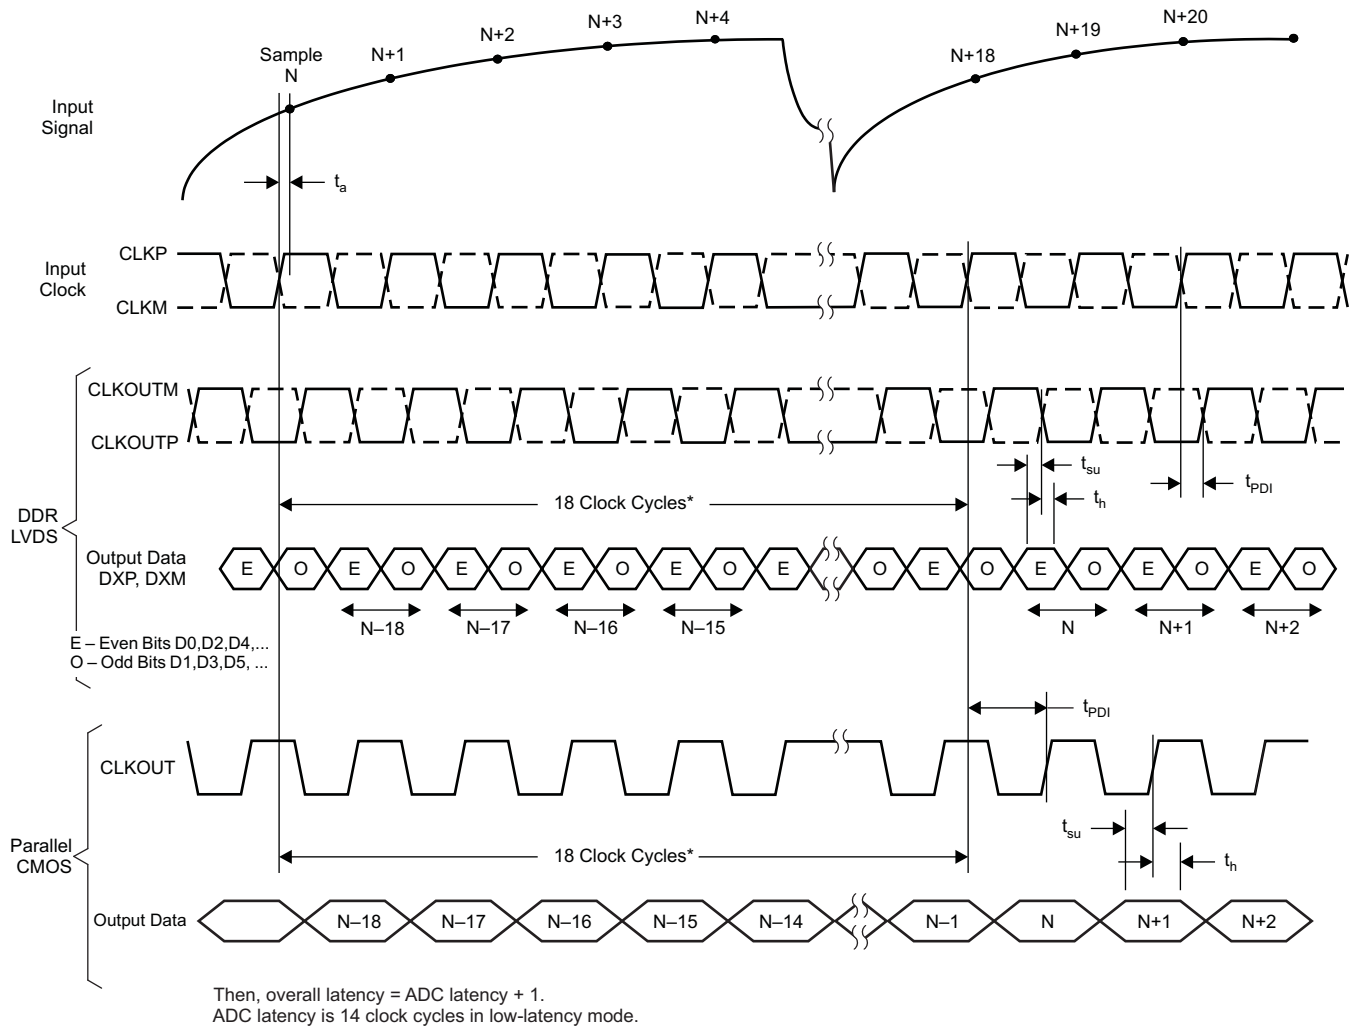 N+1
N+2
N+3
N+4
N+18
N+19
N+20
Sample
N
Input
Signal
ta
Input
Clock
CLKP
CLKM
DDR
LVDS
CLKOUTM
CLKOUTP
tsu
th
tPDI
18 Clock Cycles*
Output Data
DXP, DXM
E O E O E O E O E O E O E O E O E O E O
N–18 N–17 N–16 N–15 N N+1 N+2
E – Even Bits D0,D2,D4,...
O – Odd Bits D1,D3,D5, ...
Parallel
CMOS
tPDI
CLKOUT
tsu
th
18 Clock Cycles*
Output Data
N–18 N–17 N–16 N–15 N–14 N–1 N N+1 N+2
Then, overall latency = ADC latency + 1.
ADC latency is 14 clock cycles in low-latency mode.